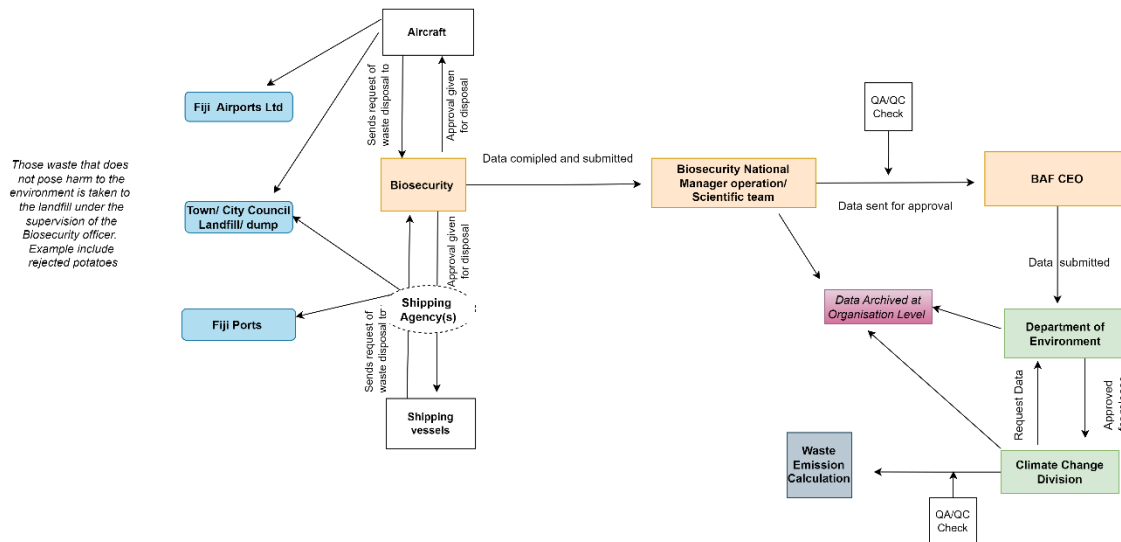 Aircraft
Sends request of
waste disposal to
Approval given
for disposal
Fiji Airports Ltd
QA/QC
Check
Those waste that does
not pose harm to the
environment is taken to
the landfill under the
supervision of the
Biosecurity officer.
Example include
rejected potatoes
Town/ City Council
Landfill/ dump
Biosecurity
Data comipled and submitted
Biosecurity National
Manager operation/
Scientific team
Data sent for approval
BAF CEO
Approval given
for disposal
Data submitted
Fiji Ports
Shipping
Agency(s)
Data Archived at
Organisation Level
Department of
Environment
Sends request of
waste disposal to
Request Data
Approved
Shipping
vessels
Waste
Emission
Calculation
Climate Change
Division
QA/QC
Check